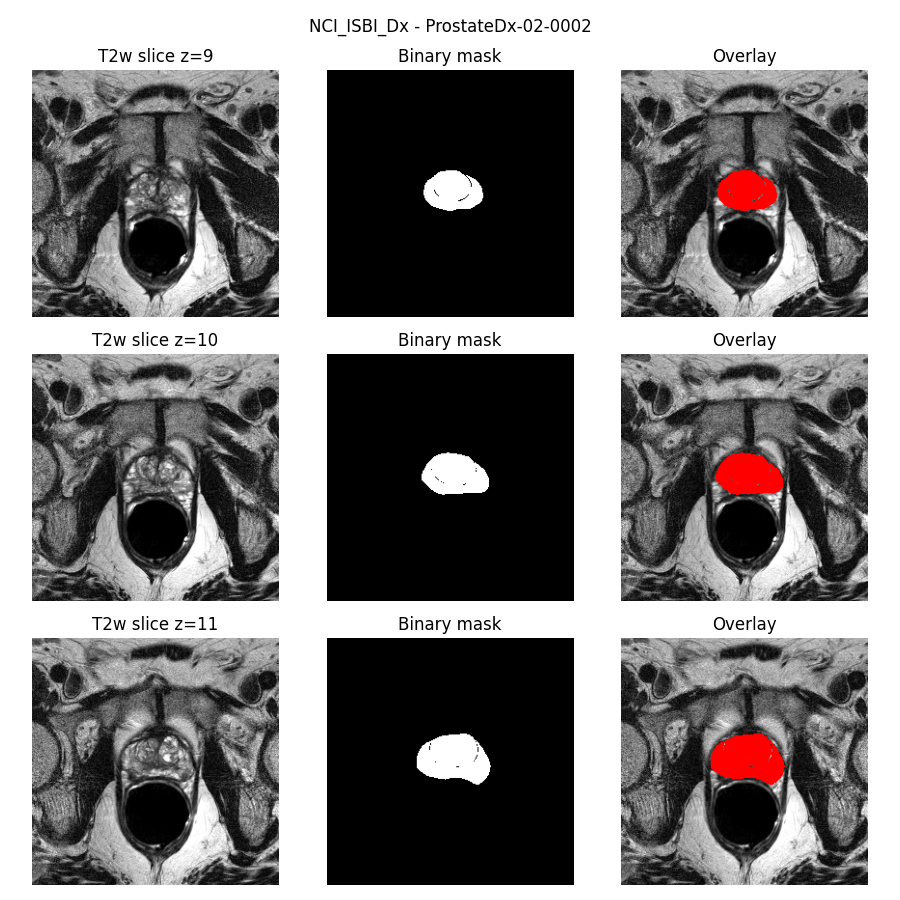 NCI_ISBI_Dx - ProstateDx-02-0002
T2w slice z=9 Binary mask Overlay
T2w slice z=10 Binary mask Overlay
T2w slice z=11 Binary mask Overlay